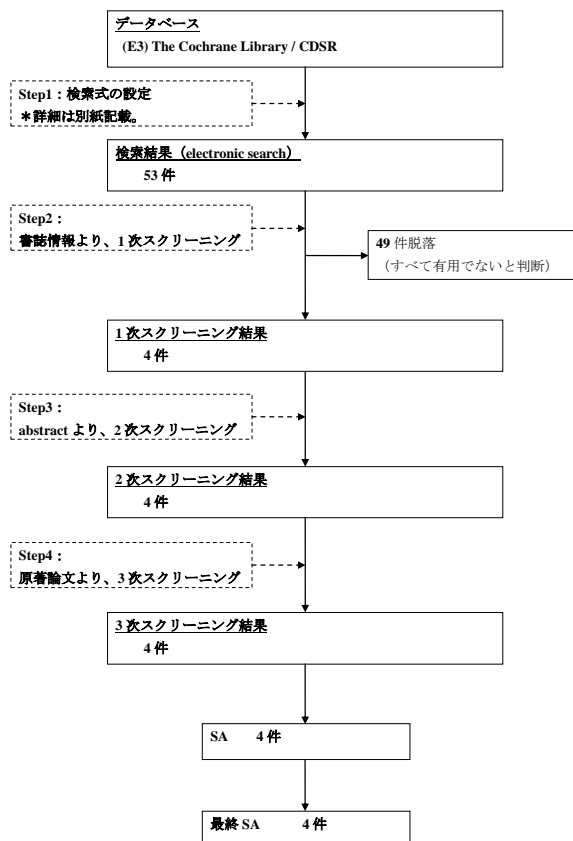 データベース
(E3) The Cochrane Library / CDSR
Step1：検索式の設定
＊詳細は別紙記載。
検索結果（electronic search）
53 件
Step2：
書誌情報より、1 次スクリーニング
49 件脱落
（すべて有用でないと判断）
1 次スクリーニング結果
4 件
Step3：
abstract より、2 次スクリーニング
2 次スクリーニング結果
4 件
Step4：
原著論文より、3 次スクリーニング
3 次スクリーニング結果
4 件
SA 4 件
最終 SA 4 件